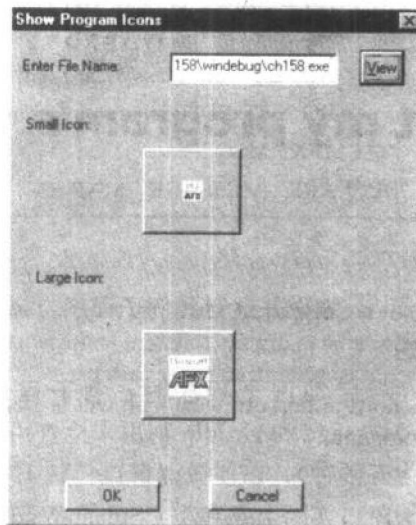 Show Program Icons
Enter File Name: 158\windebug\ch158.exe View
Small Icon:
AFX
Large Icon:
AFX
OK Cancel